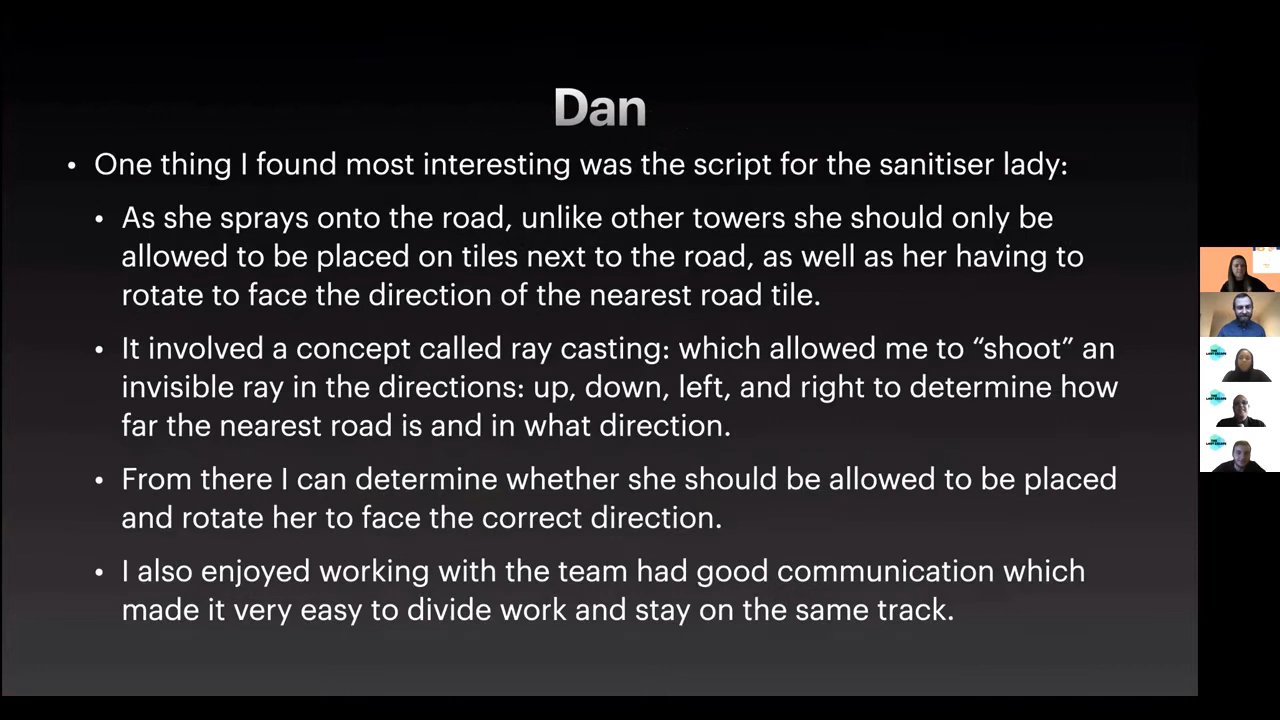 Dan
• One thing I found most interesting was the script for the sanitiser lady:
• As she sprays onto the road, unlike other towers she should only be
allowed to be placed on tiles next to the road, as well as her having to
rotate to face the direction of the nearest road tile.
• It involved a concept called ray casting: which allowed me to “shoot” an
invisible ray in the directions: up, down, left, and right to determine how
far the nearest road is and in what direction.
• From there I can determine whether she should be allowed to be placed
and rotate her to face the correct direction.
• I also enjoyed working with the team had good communication which
made it very easy to divide work and stay on the same track.